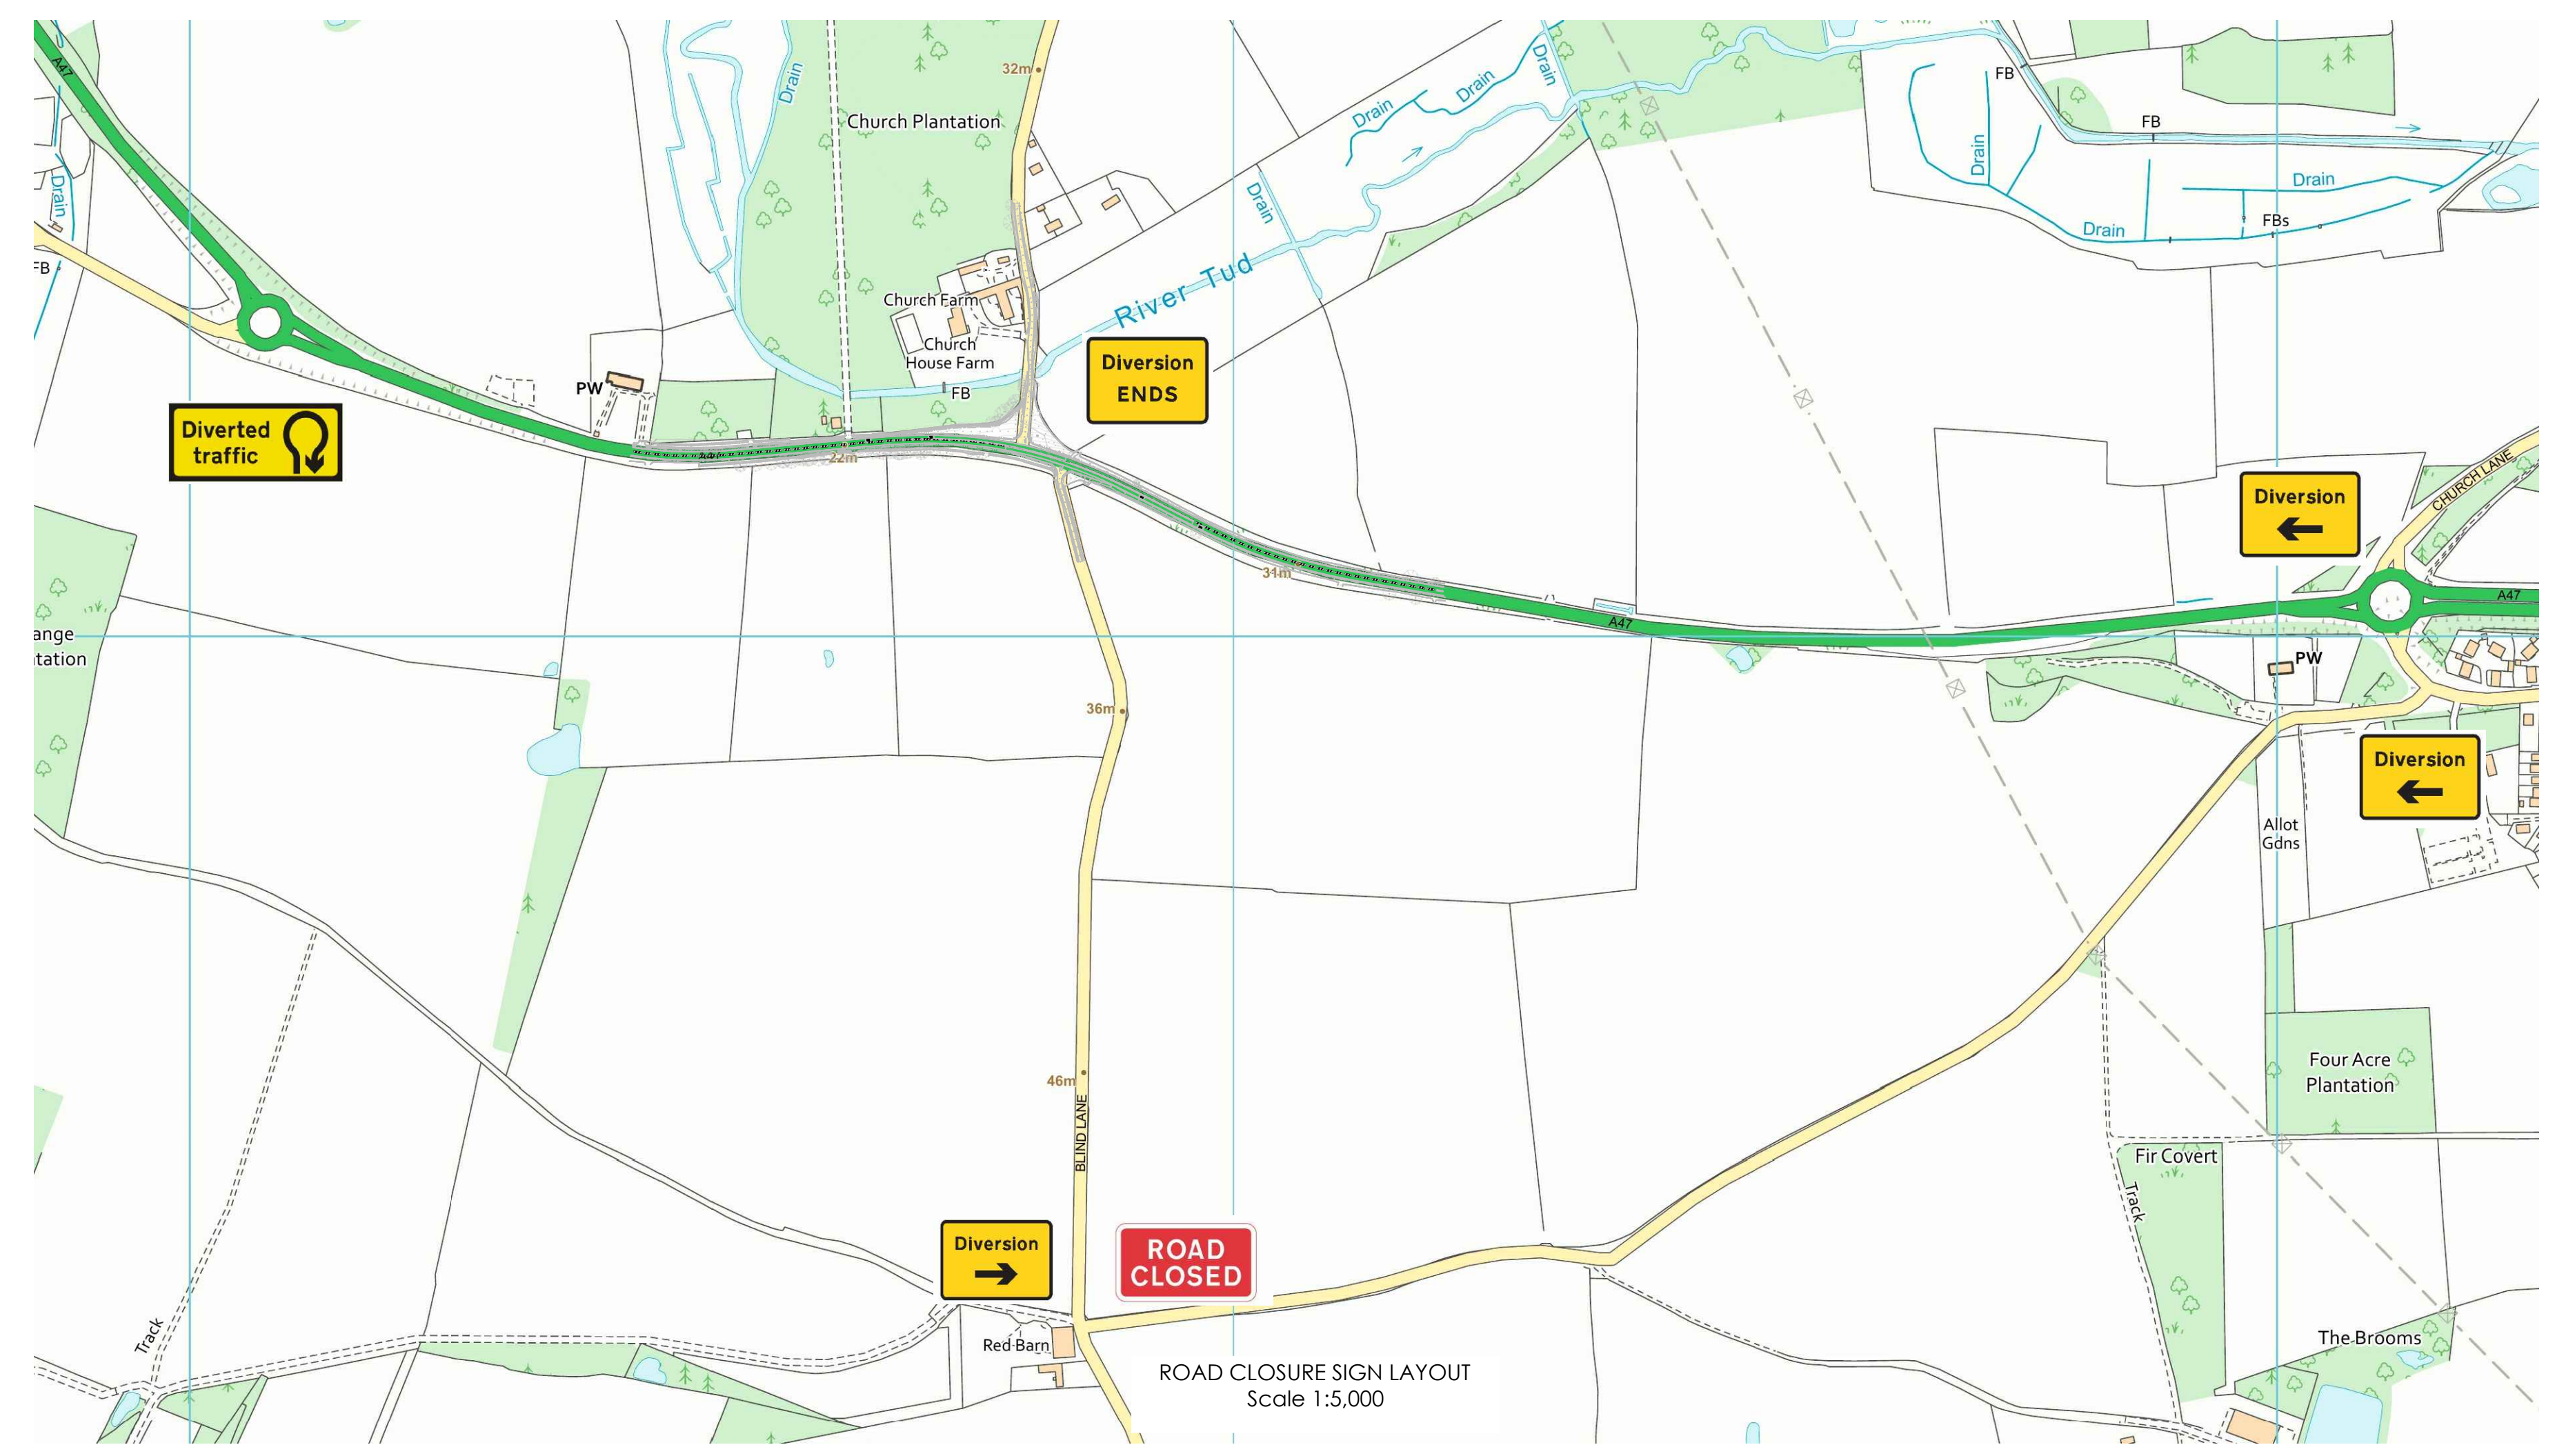 A47
Drain
32m
Church Plantation
Drain
Drain
Drain
FB
FB
Drain
Drain
Drain
FBs
Drain
Drain
FB
River Tud
Church Farm
Church
House Farm
FB
PW
Diversion
ENDS
Diverted
traffic
22m
A47
31m
A47
CHURCH LANE
Diversion
A47
PW
ange
tation
36m
Diversion
Allot
Gdns
46m
BLIND LANE
Four Acre
Plantation
Fir Covert
Track
Diversion
ROAD
CLOSED
Track
Red Barn
The Brooms
ROAD CLOSURE SIGN LAYOUT
Scale 1:5,000